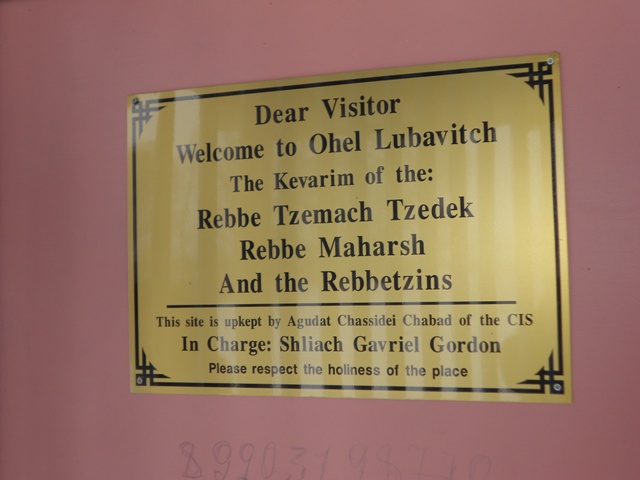 Dear Visitor
Welcome to Ohel Lubavitch
The Kevarim of the:
Rebbe Tzemach Tzedek
Rebbe Maharsh
And the Rebbetzins
This site is upkept by Agudat Chassidei Chabad of the CIS
In Charge: Shliach Gavriel Gordon
Please respect the holiness of the place